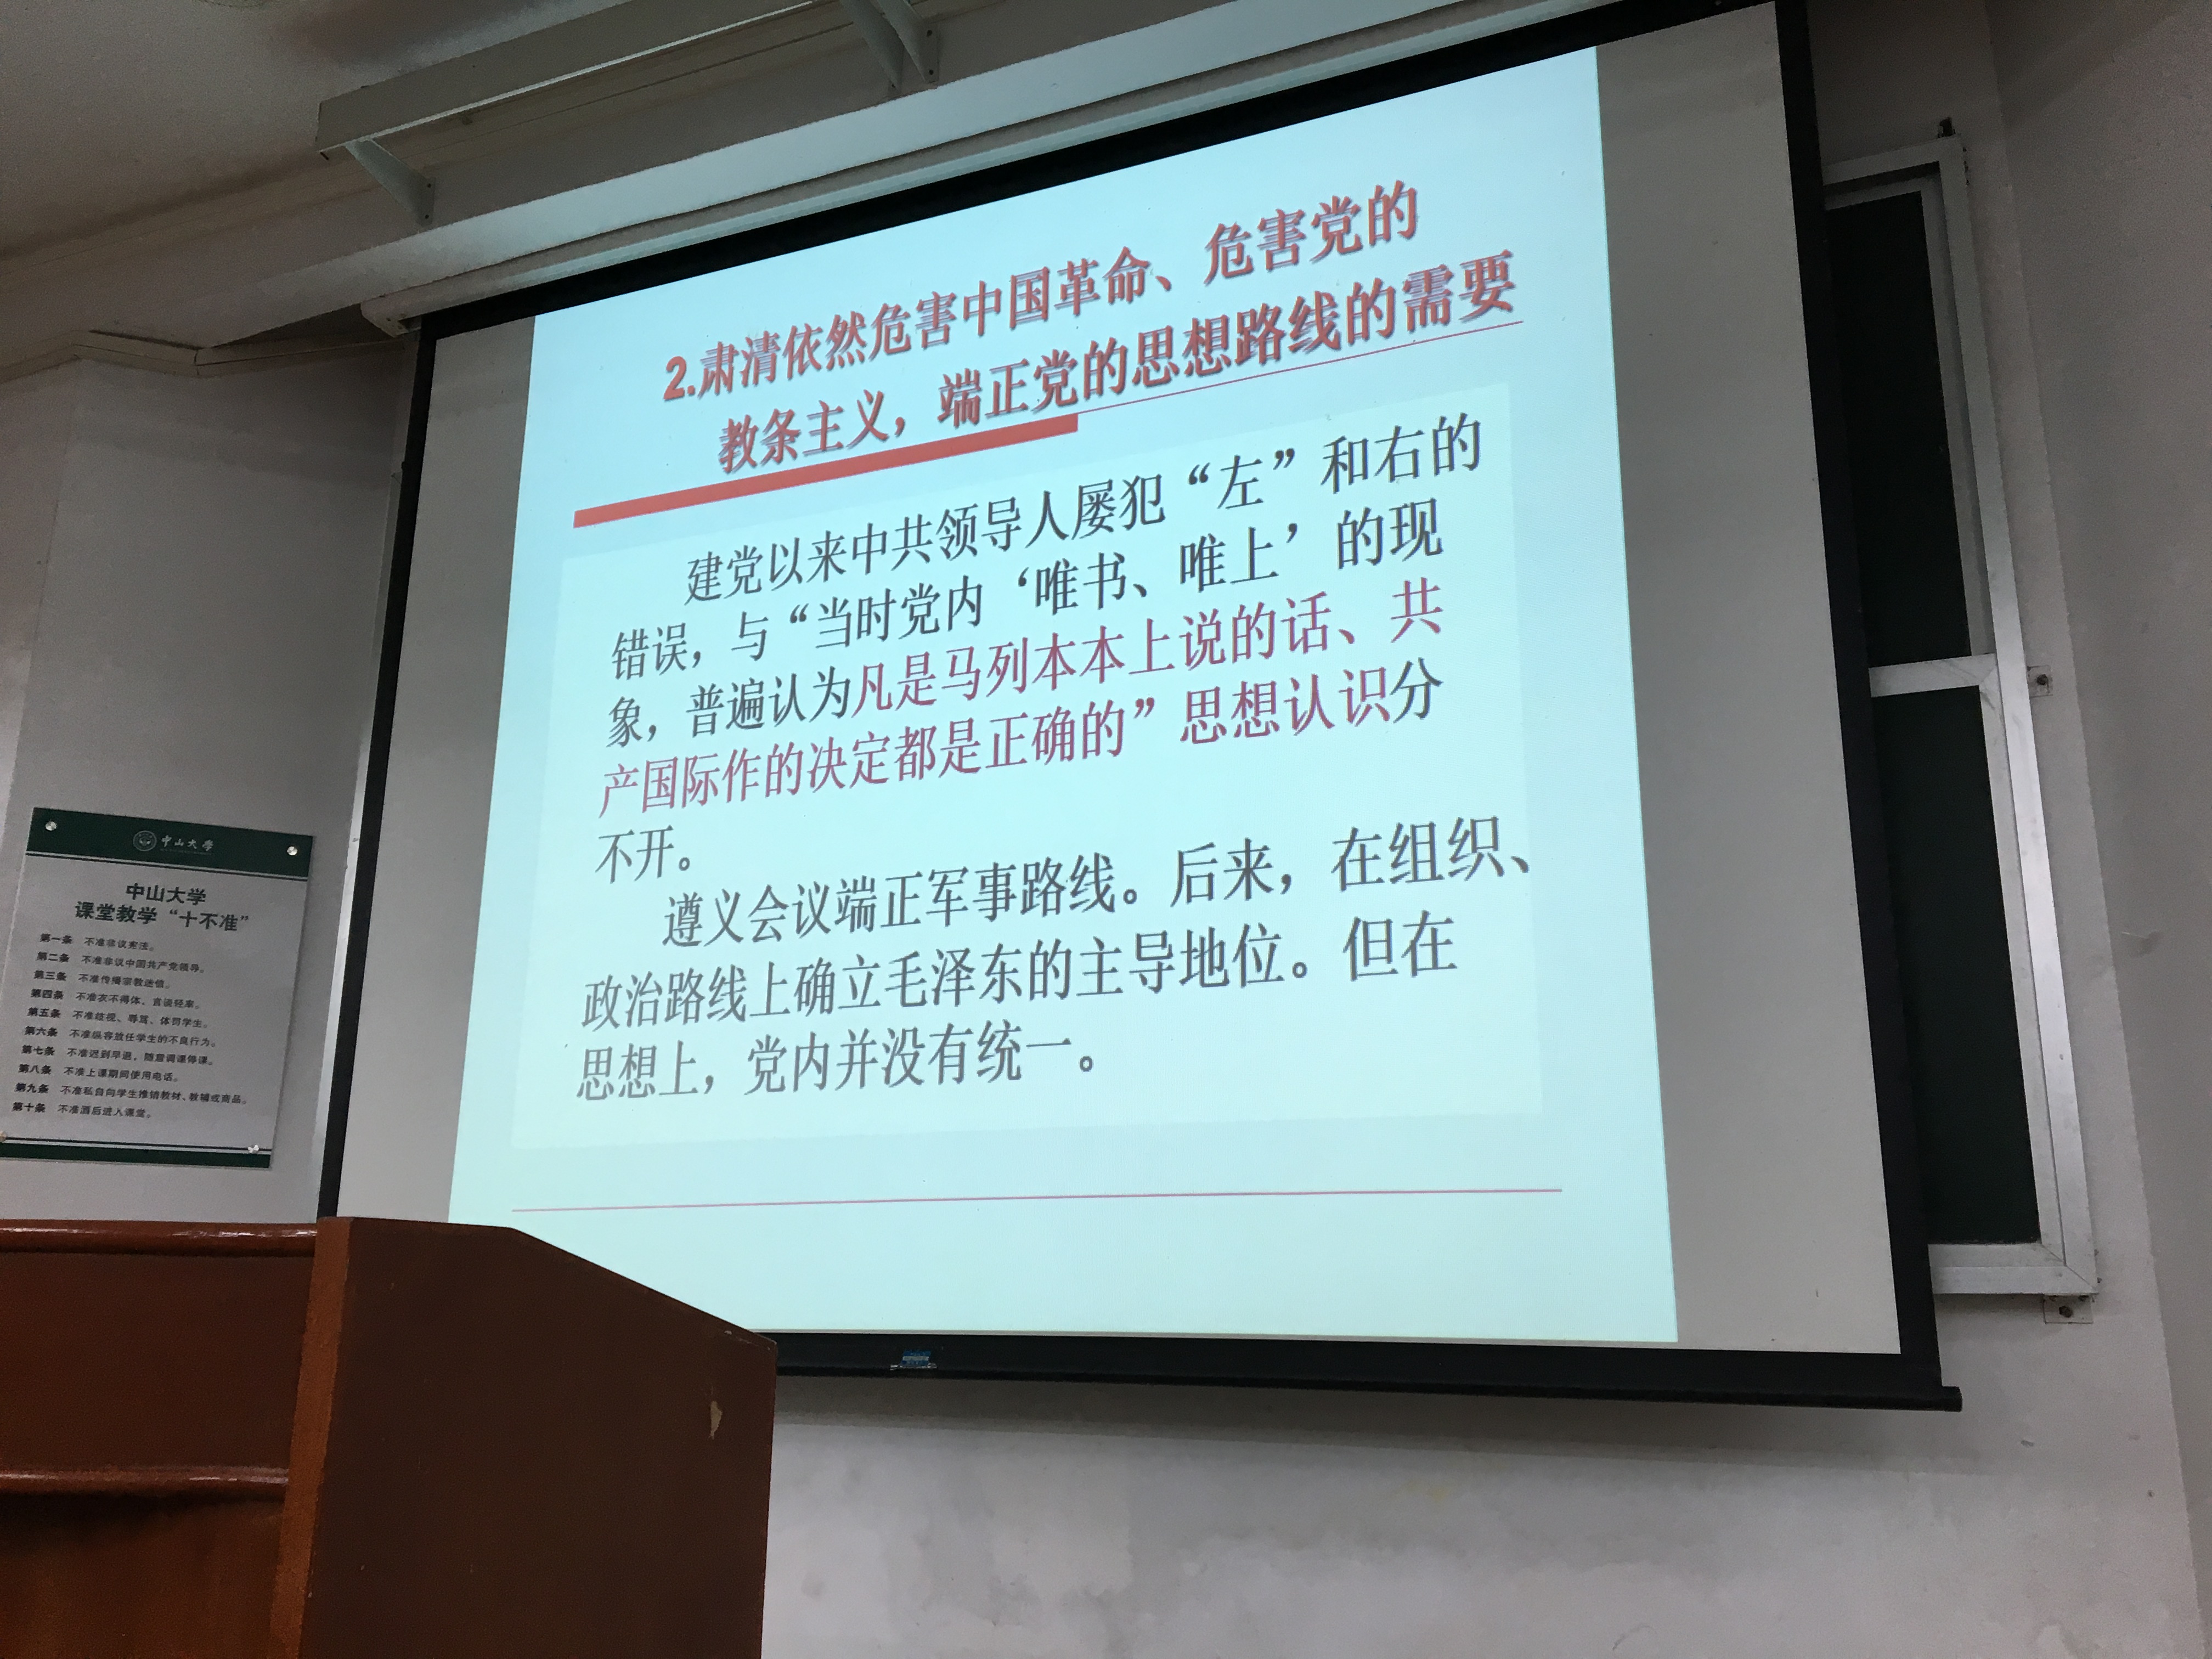 2.肃清依然危害中国革命、危害党的
教条主义，端正党的思想路线的需要
建党以来中共领导人屡犯“左”和右的
错误，与“当时党内‘唯书、唯上’的现
象，普遍认为凡是马列本本上说的话、共
产国际作的决定都是正确的”思想认识分
不开。
遵义会议端正军事路线。后来，在组织、
政治路线上确立毛泽东的主导地位。但在
思想上，党内并没有统一。
中山大学
中山大学
课堂教学“十不准”
第一条 不准非议宪法。
第二条 不准非议中国共产党领导。
第三条 不准传播宗教迷信。
第四条 不准衣不得体、言谈轻率。
第五条 不准歧视、辱骂、体罚学生。
第六条 不准纵容放任学生的不良行为。
第七条 不准迟到早退，随意调课停课。
第八条 不准上课期间使用电话。
第九条 不准私自向学生推销教材、教辅或商品。
第十条 不准酒后进入课堂。